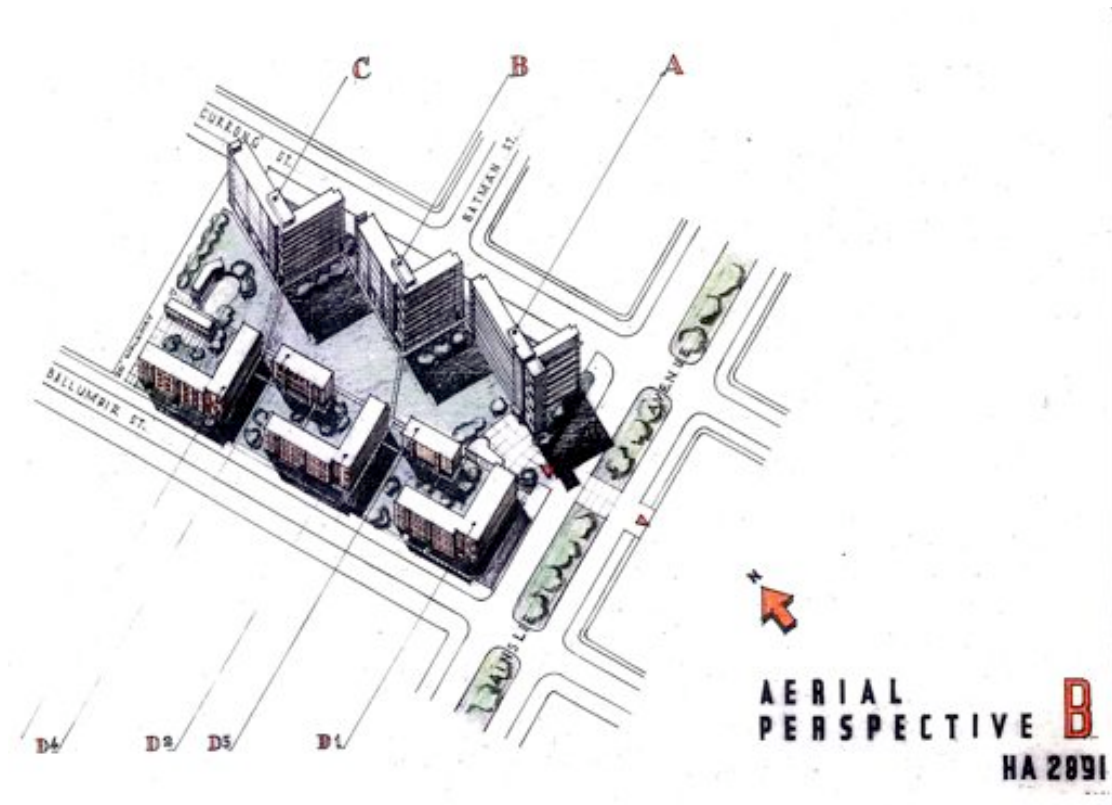 C
B
A
CURRONG ST.
BATMAN ST.
BALLUMBIR ST.
AINSLIE AVENUE
N
D4
D2
D3
D1
AERIAL
PERSPECTIVE B
HA 2891